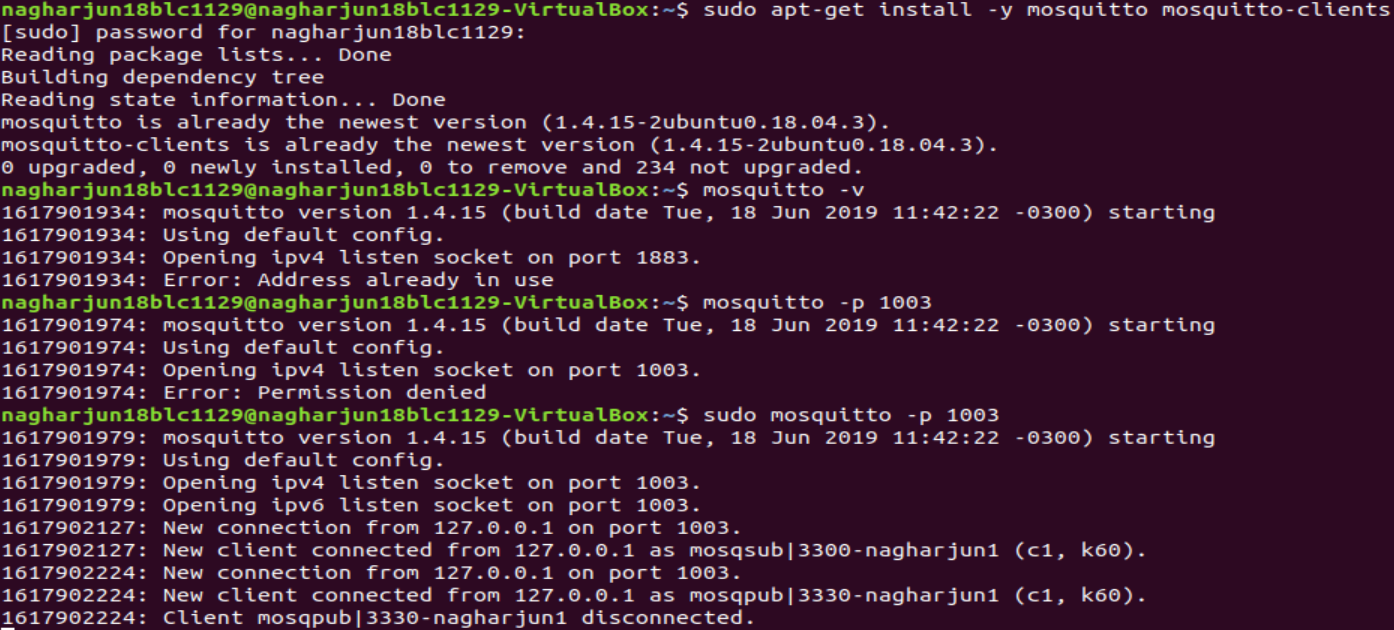 nagharjun18blc1129@nagharjun18blc1129-VirtualBox:~$ sudo apt-get install -y mosquitto mosquitto-clients
[sudo] password for nagharjun18blc1129:
Reading package lists... Done
Building dependency tree
Reading state information... Done
mosquitto is already the newest version (1.4.15-2ubuntu0.18.04.3).
mosquitto-clients is already the newest version (1.4.15-2ubuntu0.18.04.3).
0 upgraded, 0 newly installed, 0 to remove and 234 not upgraded.
nagharjun18blc1129@nagharjun18blc1129-VirtualBox:~$ mosquitto -v
1617901934: mosquitto version 1.4.15 (build date Tue, 18 Jun 2019 11:42:22 -0300) starting
1617901934: Using default config.
1617901934: Opening ipv4 listen socket on port 1883.
1617901934: Error: Address already in use
nagharjun18blc1129@nagharjun18blc1129-VirtualBox:~$ mosquitto -p 1003
1617901974: mosquitto version 1.4.15 (build date Tue, 18 Jun 2019 11:42:22 -0300) starting
1617901974: Using default config.
1617901974: Opening ipv4 listen socket on port 1003.
1617901974: Error: Permission denied
nagharjun18blc1129@nagharjun18blc1129-VirtualBox:~$ sudo mosquitto -p 1003
1617901979: mosquitto version 1.4.15 (build date Tue, 18 Jun 2019 11:42:22 -0300) starting
1617901979: Using default config.
1617901979: Opening ipv4 listen socket on port 1003.
1617901979: Opening ipv6 listen socket on port 1003.
1617902127: New connection from 127.0.0.1 on port 1003.
1617902127: New client connected from 127.0.0.1 as mosqsub|3300-nagharjun1 (c1, k60).
1617902224: New connection from 127.0.0.1 on port 1003.
1617902224: New client connected from 127.0.0.1 as mosqpub|3330-nagharjun1 (c1, k60).
1617902224: Client mosqpub|3330-nagharjun1 disconnected.